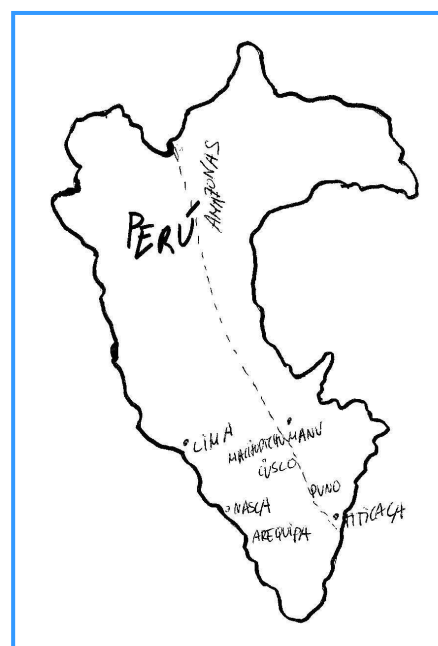 AMAZONAS
PERÚ
LIMA
MANU
CUSCO
PUNO
NASCA
TITICACA
AREQUIPA